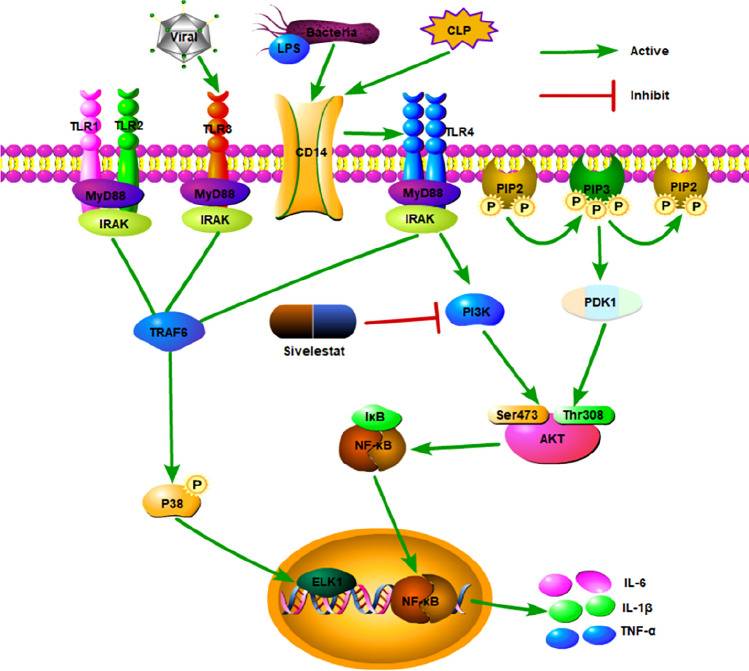 Viral
LPS
Bacteria
CLP
Active
Inhibit
TLR1
TLR2
TLR3
CD14
TLR4
MyD88
MyD88
MyD88
PIP2
PIP3
PIP2
P P
P P P
P P
IRAK
IRAK
IRAK
TRAF6
Sivelestat
PI3K
PDK1
Ser473
Thr308
AKT
IκB
NF-κB
P38
P
ELK1
NF-κB
IL-6
IL-1β
TNF-α